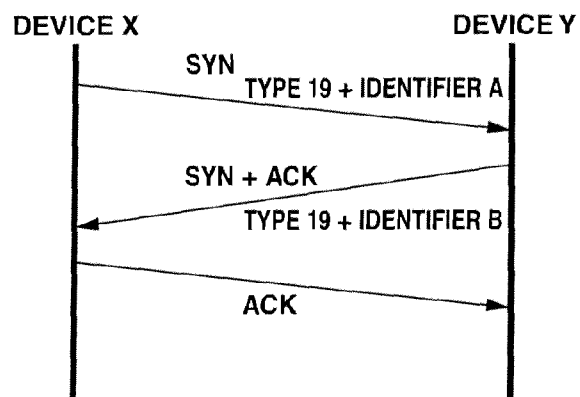 DEVICE X
DEVICE Y
SYN
TYPE 19 + IDENTIFIER A
SYN + ACK
TYPE 19 + IDENTIFIER B
ACK